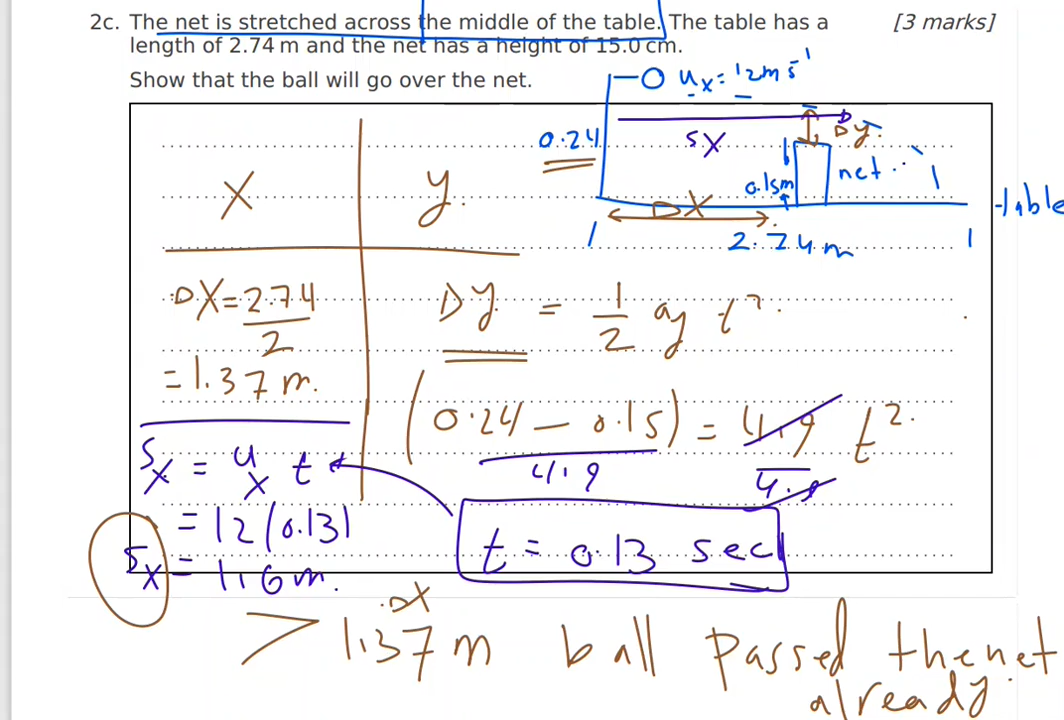 2c. The net is stretched across the middle of the table. The table has a [3 marks]
length of 2.74 m and the net has a height of 15.0 cm.
Show that the ball will go over the net.
u x = 12ms⁻¹
0.24
sx
Δy
0.15m
net
table
Δx
2.74m
x
y
Δx = 2.74
2
= 1.37 m.
Δy = 1/2 ay t².
(0.24 − 0.15) = 4.9 t².
4.9
4.9
sx = ux t
= 12(0.13)
sx = 1.6m.
t = 0.13 sec
Δx
> 1.37 m ball passed the net
already